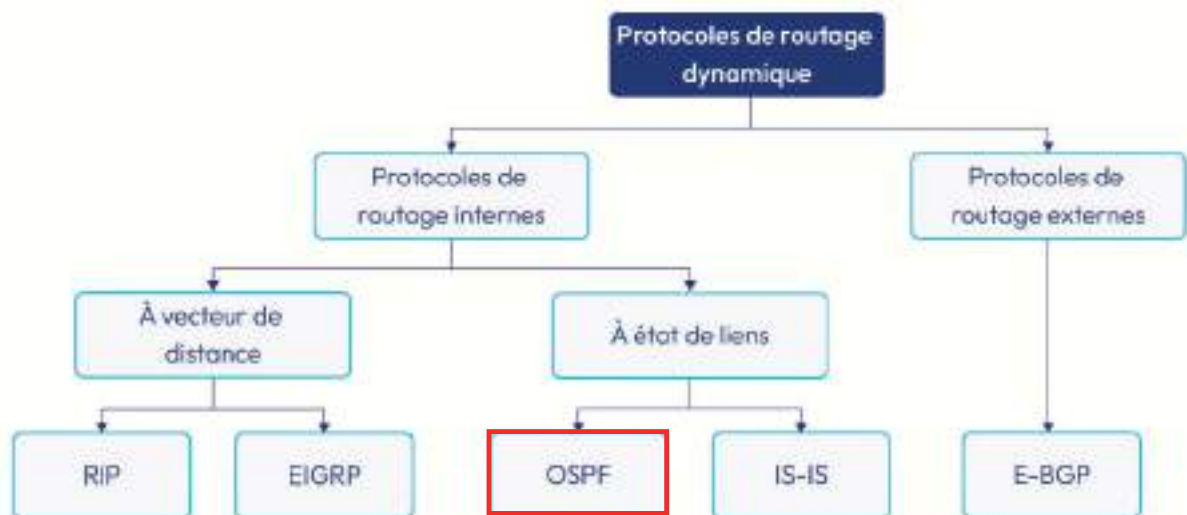 Protocoles de routage
dynamique
Protocoles de
routage internes
Protocoles de
routage externes
À vecteur de
distance
À état de liens
RIP
EIGRP
OSPF
IS-IS
E-BGP